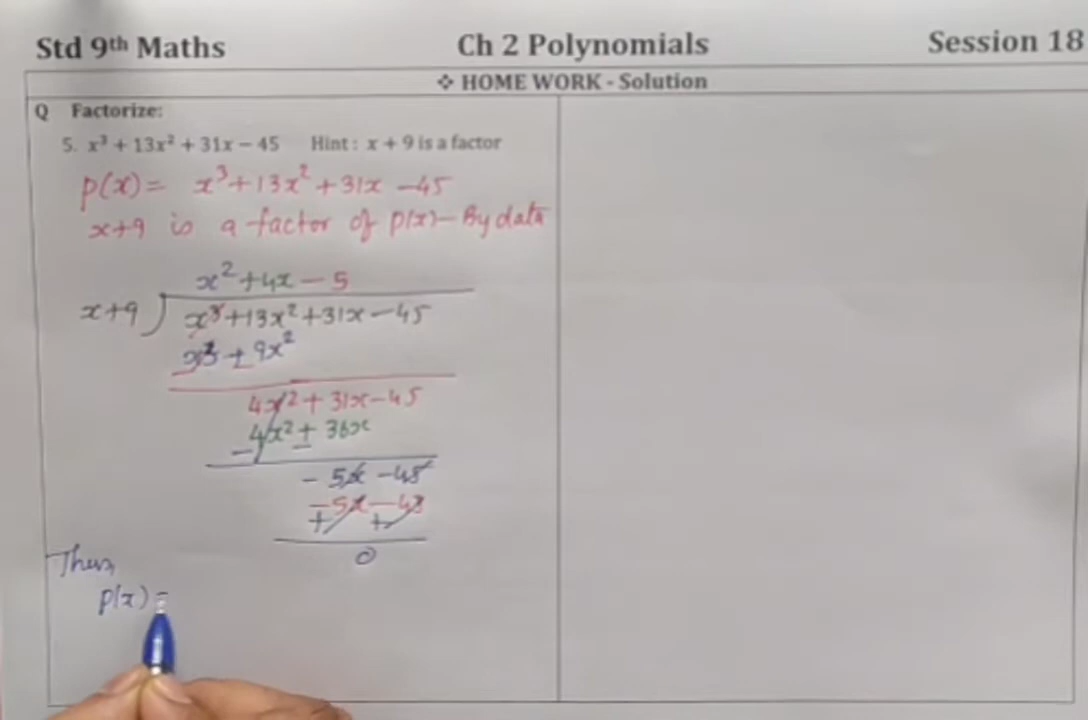 Std 9th Maths Ch 2 Polynomials Session 18
❖ HOME WORK - Solution
Q Factorize:
5. x³ + 13x² + 31x – 45 Hint : x + 9 is a factor
p(x) = x³ + 13x² + 31x - 45
x+9 is a factor of p(x) - By data
x² + 4x - 5
x+9 ) x³ + 13x² + 31x - 45
x³ + 9x²
-
4x² + 31x - 45
4x² + 36x
- -
- 5x - 45
- 5x - 45
+ +
0
Thus,
p(x) =